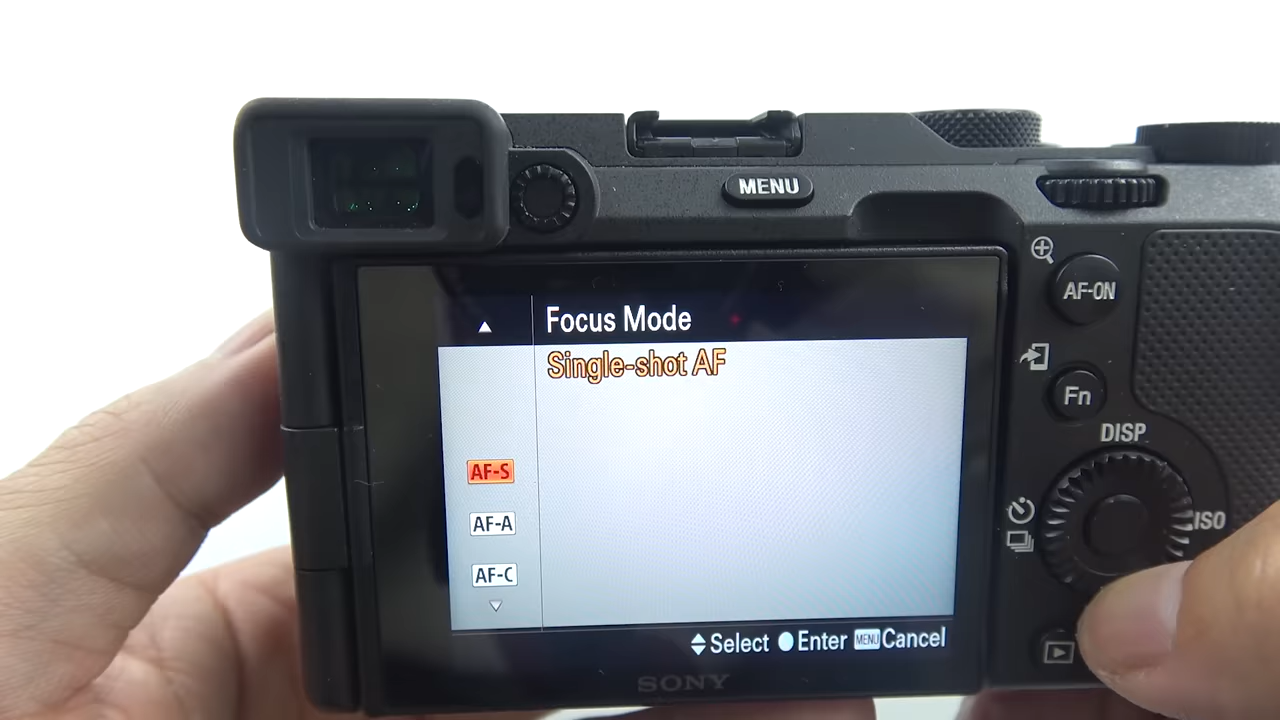 MENU
AF-ON
Focus Mode
Single-shot AF
Fn
DISP
AF-S
AF-A
ISO
AF-C
Select Enter MENU Cancel
SONY